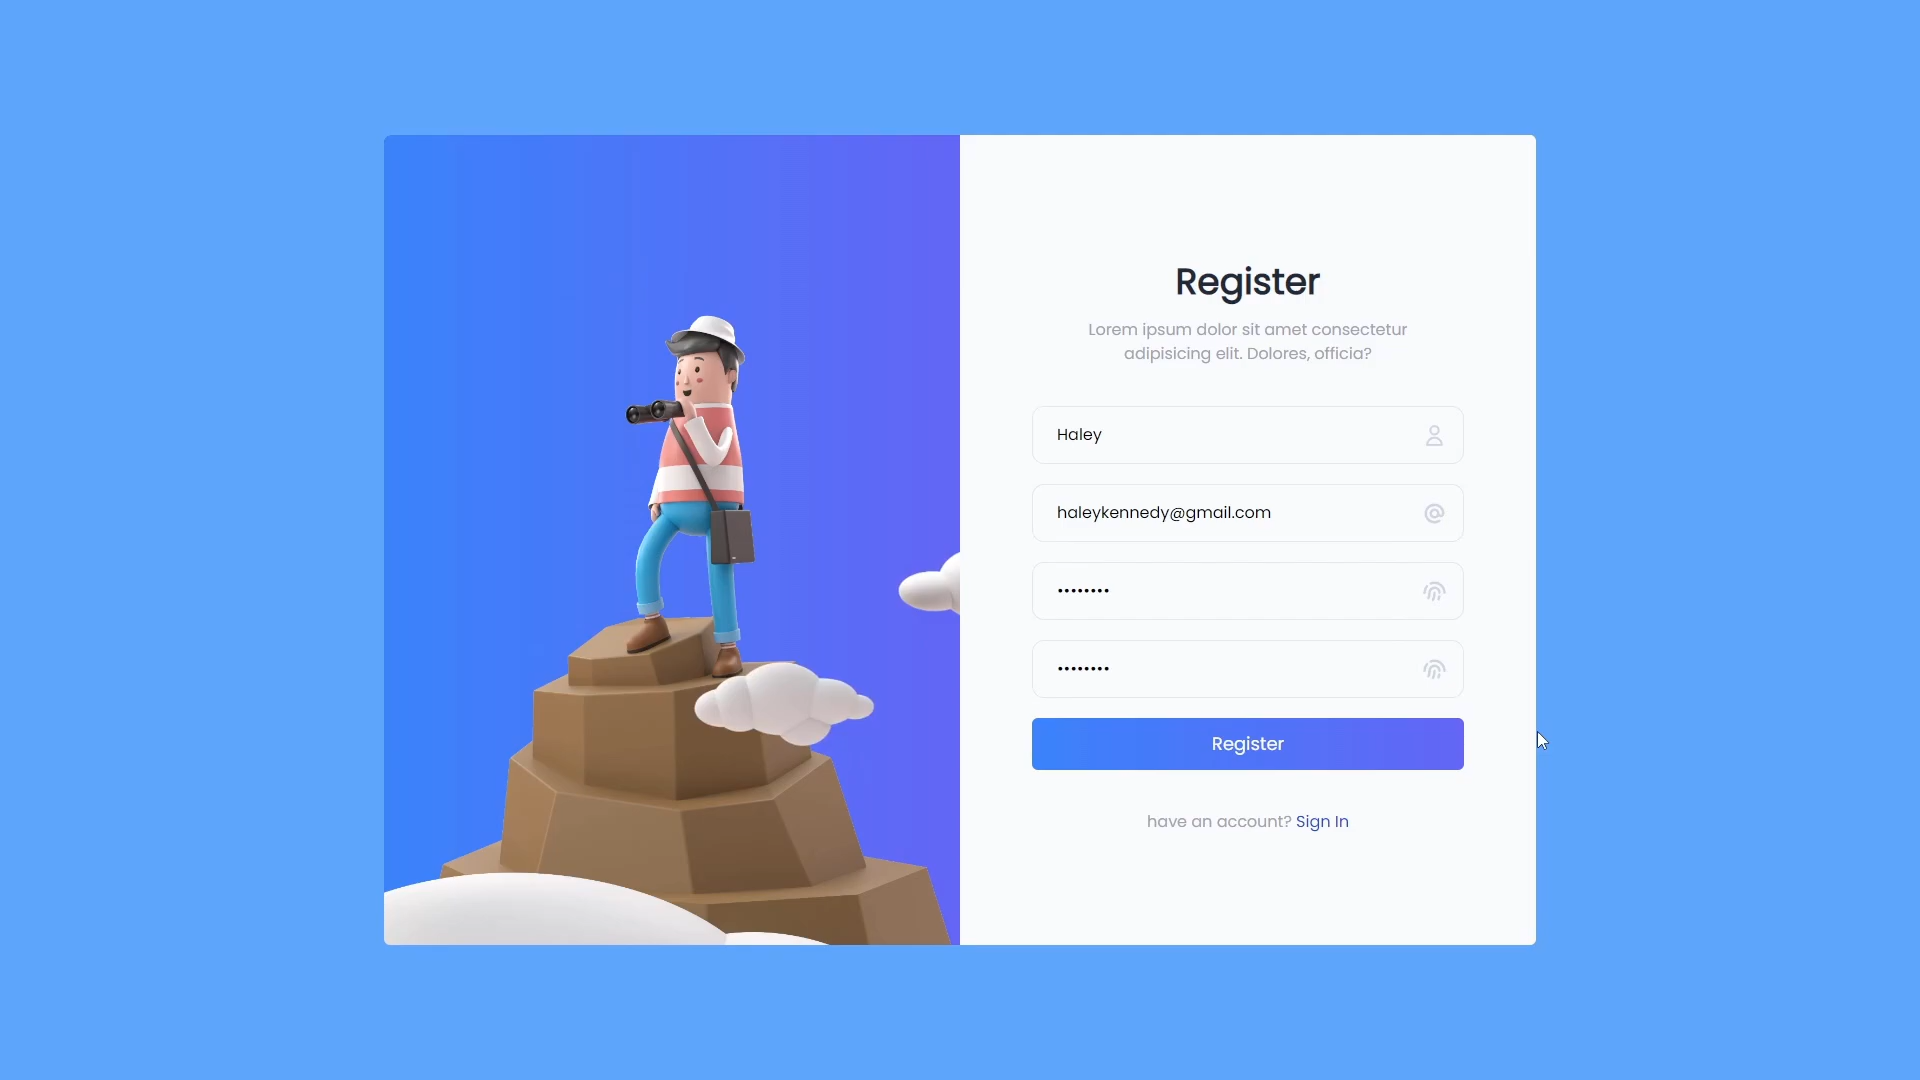 Register
Lorem ipsum dolor sit amet consectetur
adipisicing elit. Dolores, officia?
Haley
haleykennedy@gmail.com
••••••••
••••••••
Register
have an account? Sign In